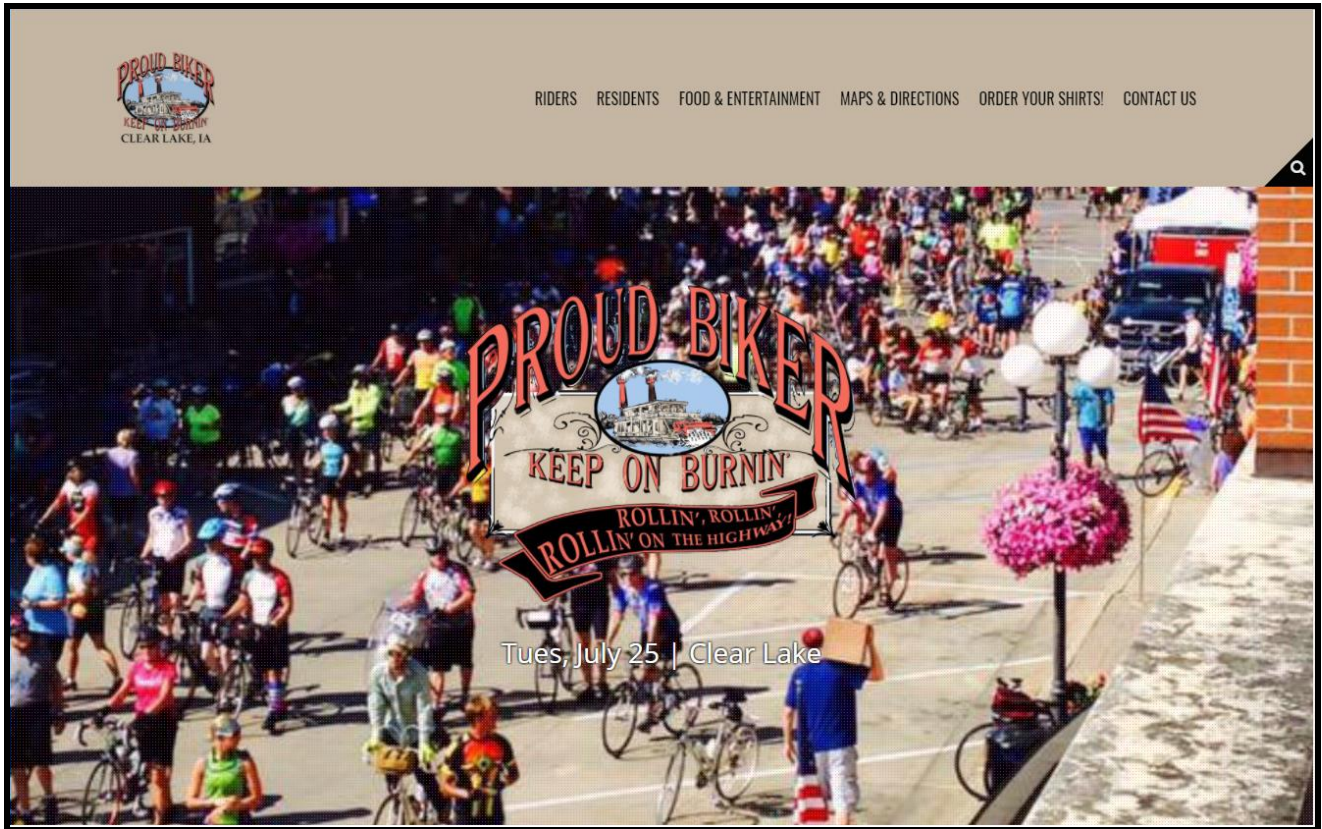 PROUD BIKER
KEEP ON BURNIN'
CLEAR LAKE, IA
RIDERS RESIDENTS FOOD & ENTERTAINMENT MAPS & DIRECTIONS ORDER YOUR SHIRTS! CONTACT US
PROUD BIKER
KEEP ON BURNIN'
ROLLIN', ROLLIN',
ROLLIN' ON THE HIGHWAY!
Tues, July 25 | Clear Lake